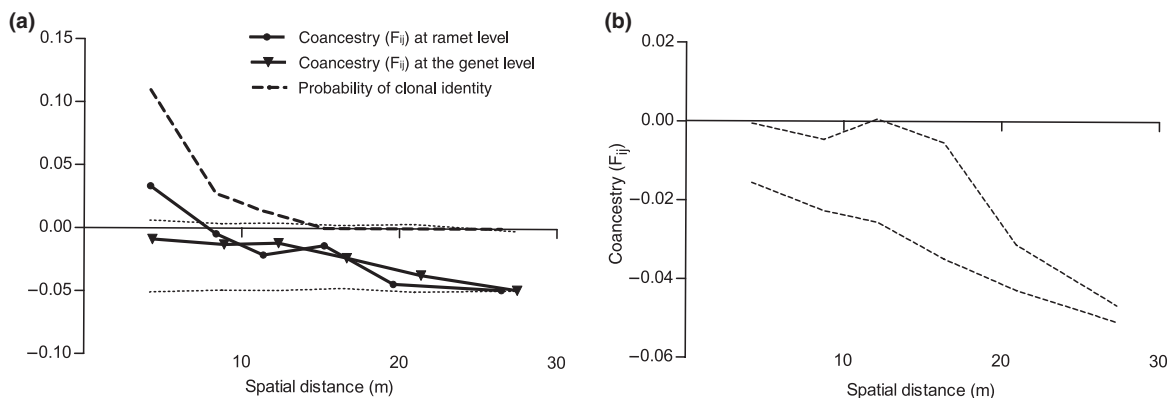 (a)
0.15
0.10
0.05
0.00
−0.05
−0.10
10
20
30
Spatial distance (m)
Coancestry (Fij) at ramet level
Coancestry (Fij) at the genet level
Probability of clonal identity
(b)
0.02
0.00
−0.02
−0.04
−0.06
Coancestry (Fij)
10
20
30
Spatial distance (m)